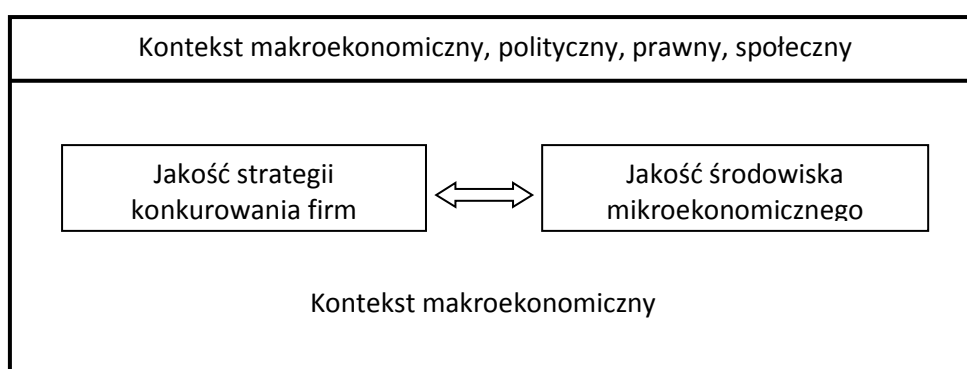 Kontekst makroekonomiczny, polityczny, prawny, społeczny
Jakość strategii
konkurowania firm
Jakość środowiska
mikroekonomicznego
Kontekst makroekonomiczny